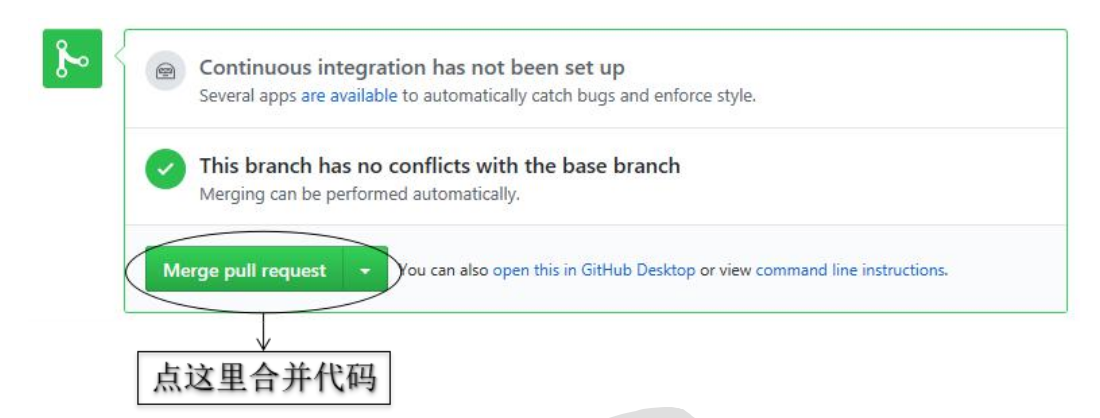 Continuous integration has not been set up
Several apps are available to automatically catch bugs and enforce style.
This branch has no conflicts with the base branch
Merging can be performed automatically.
Merge pull request
You can also open this in GitHub Desktop or view command line instructions.
点这里合并代码